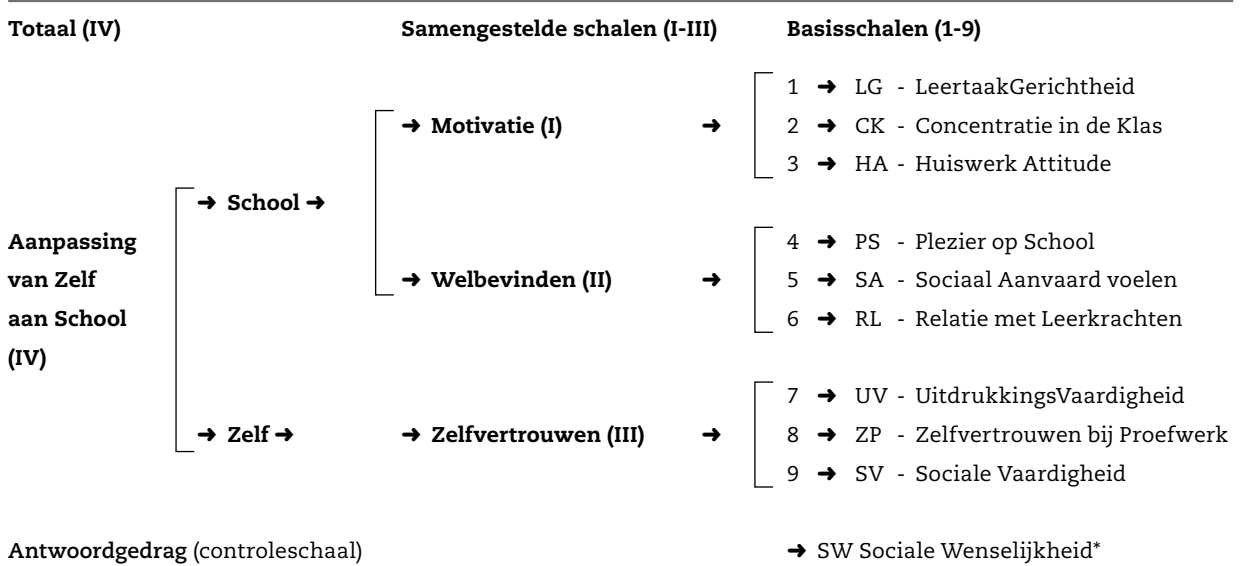 Totaal (IV) Samengestelde schalen (I-III) Basisschalen (1-9)
1 ➜ LG - LeertaakGerichtheid
➜ Motivatie (I) ➜ 2 ➜ CK - Concentratie in de Klas
3 ➜ HA - Huiswerk Attitude
➜ School ➜
Aanpassing 4 ➜ PS - Plezier op School
van Zelf ➜ Welbevinden (II) ➜ 5 ➜ SA - Sociaal Aanvaard voelen
aan School 6 ➜ RL - Relatie met Leerkrachten
(IV)
7 ➜ UV - UitdrukkingsVaardigheid
➜ Zelf ➜ ➜ Zelfvertrouwen (III) ➜ 8 ➜ ZP - Zelfvertrouwen bij Proefwerk
9 ➜ SV - Sociale Vaardigheid
Antwoordgedrag (controleschaal) ➜ SW Sociale Wenselijkheid*